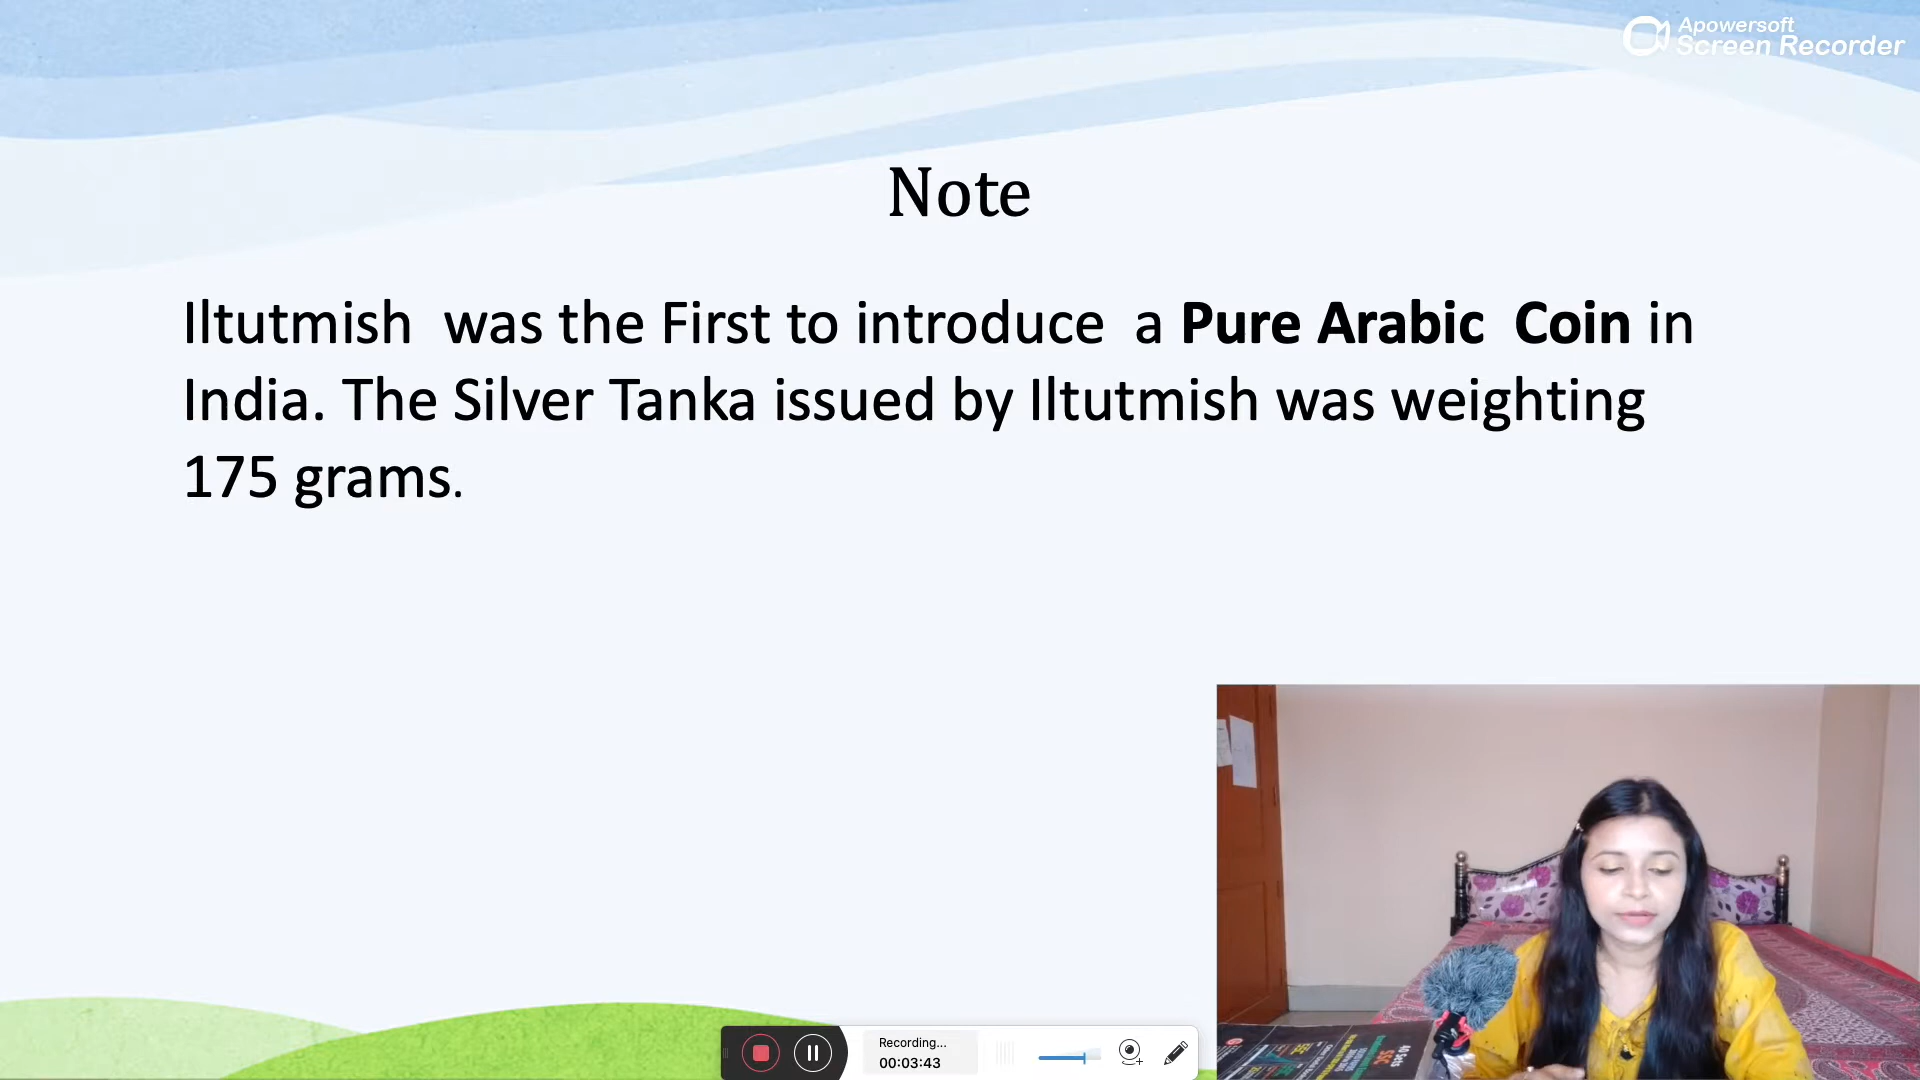 Apowersoft
Screen Recorder
Note
Iltutmish was the First to introduce a Pure Arabic Coin in
India. The Silver Tanka issued by Iltutmish was weighting
175 grams.
Recording...
00:03:43